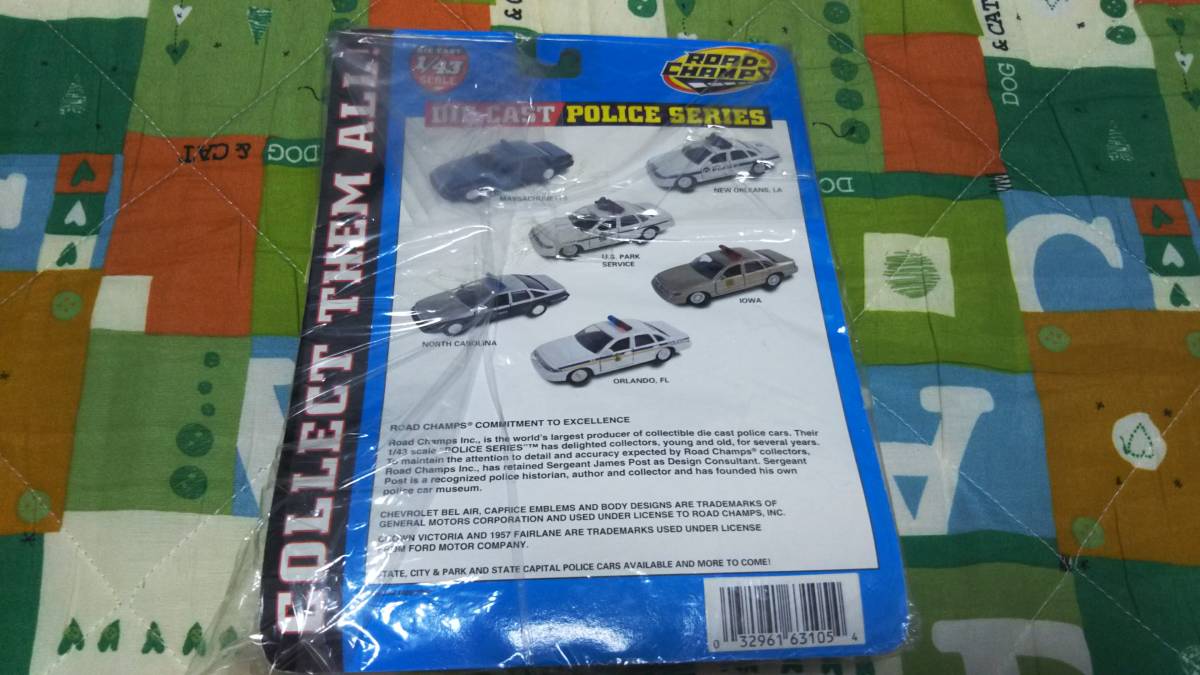 COLLECT THEM ALL!
DIE CAST
1/43
SCALE
ROAD
CHAMPS
DIE-CAST POLICE SERIES
MASSACHUSETTS
NEW ORLEANS, LA
U.S. PARK
SERVICE
IOWA
NORTH CAROLINA
ORLANDO, FL
ROAD CHAMPS® COMMITMENT TO EXCELLENCE
Road Champs Inc., is the world's largest producer of collectible die cast police cars. Their
1/43 scale "POLICE SERIES"™ has delighted collectors, young and old, for several years.
To maintain the attention to detail and accuracy expected by Road Champs® collectors,
Road Champs Inc., has retained Sergeant James Post as Design Consultant. Sergeant
Post is a recognized police historian, author and collector and has founded his own
police car museum.
CHEVROLET BEL AIR, CAPRICE EMBLEMS AND BODY DESIGNS ARE TRADEMARKS OF
GENERAL MOTORS CORPORATION AND USED UNDER LICENSE TO ROAD CHAMPS, INC.
CROWN VICTORIA AND 1957 FAIRLANE ARE TRADEMARKS USED UNDER LICENSE
FROM FORD MOTOR COMPANY.
STATE, CITY & PARK AND STATE CAPITAL POLICE CARS AVAILABLE AND MORE TO COME!
0 32961 63105 4
DOG & CAT
DOG & CAT
DO
& C
C
A